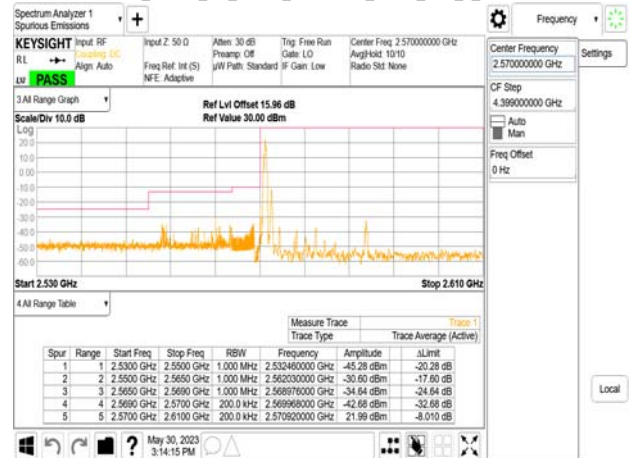 Spectrum Analyzer 1
Spurious Emissions
Frequency
KEYSIGHT Input: RF Input Z: 50 Ω Atten: 30 dB Trig: Free Run Center Freq: 2.570000000 GHz
RL Coupling: DC Preamp: Off Gate: LO Avg|Hold: 10/10
Align: Auto Freq Ref: Int (S) µW Path: Standard IF Gain: Low Radio Std: None
NFE: Adaptive
LU PASS
Center Frequency
2.570000000 GHz
Settings
CF Step
4.399000000 GHz
Auto
Man
Freq Offset
0 Hz
3 All Range Graph
Ref Lvl Offset 15.96 dB
Scale/Div 10.0 dB Ref Value 30.00 dBm
Log
20.0
10.0
0.00
-10.0
-20.0
-30.0
-40.0
-50.0
-60.0
Start 2.530 GHz Stop 2.610 GHz
4 All Range Table
Measure Trace Trace 1
Trace Type Trace Average (Active)
Spur Range Start Freq Stop Freq RBW Frequency Amplitude ΔLimit
1 1 2.5300 GHz 2.5500 GHz 1.000 MHz 2.532460000 GHz -45.28 dBm -20.28 dB
2 2 2.5500 GHz 2.5650 GHz 1.000 MHz 2.562030000 GHz -30.60 dBm -17.60 dB
3 3 2.5650 GHz 2.5690 GHz 1.000 MHz 2.568976000 GHz -34.64 dBm -24.64 dB
4 4 2.5690 GHz 2.5700 GHz 200.0 kHz 2.569968000 GHz -42.68 dBm -32.68 dB
5 5 2.5700 GHz 2.6100 GHz 200.0 kHz 2.570920000 GHz 21.99 dBm -8.010 dB
Local
May 30, 2023
3:14:15 PM